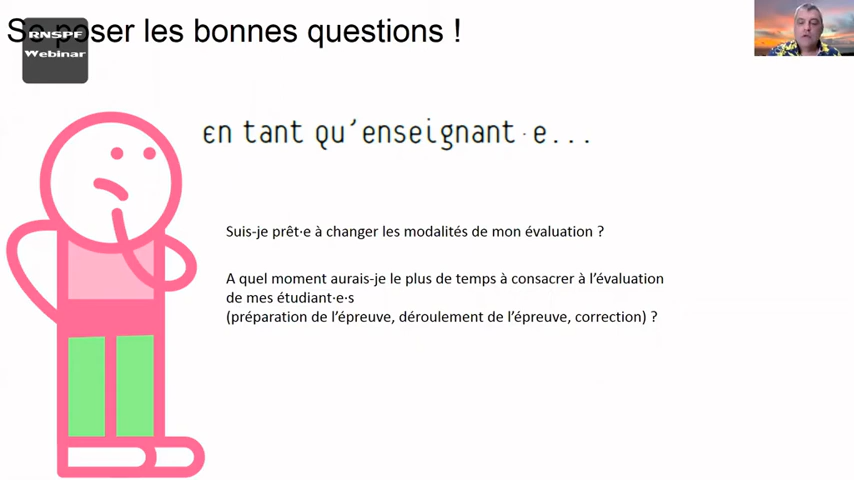 Se poser les bonnes questions !
RNSPF
Webinar
en tant qu'enseignant·e...
Suis-je prêt·e à changer les modalités de mon évaluation ?
A quel moment aurais-je le plus de temps à consacrer à l'évaluation
de mes étudiant·e·s
(préparation de l'épreuve, déroulement de l'épreuve, correction) ?